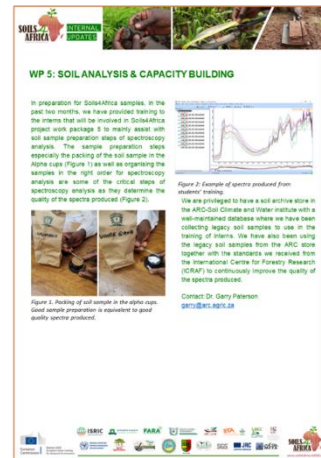 SOILS
AFRICA
INTERNAL
UPDATES
WP 5: SOIL ANALYSIS & CAPACITY BUILDING
In preparation for Soils4Africa samples, in the
past two months, we have provided training to
the interns that will be involved in Soils4Africa
project work package 5 to mainly assist with
soil sample preparation steps of spectroscopy
analysis. The sample preparation steps
especially the packing of the soil sample in the
Alpha cups (Figure 1) as well as organising the
samples in the right order for spectroscopy
analysis are some of the critical steps of
spectroscopy analysis as they determine the
quality of the spectra produced (Figure 2).
Figure 1. Packing of soil sample in the alpha cups.
Good sample preparation is equivalent to good
quality spectra produced.
Figure 2: Example of spectra produced from
students' training.
We are privileged to have a soil archive store in
the ARC-Soil Climate and Water institute with a
well-maintained database where we have been
collecting legacy soil samples to use in the
training of interns. We have also been using
the legacy soil samples from the ARC store
together with the standards we received from
the International Centre for Forestry Research
(ICRAF) to continuously improve the quality of
the spectra produced.
Contact: Dr. Garry Paterson
garry@arc.agric.za
ISRIC
FARA
SGS
JRC
European
Commission
SOILS
AFRICA